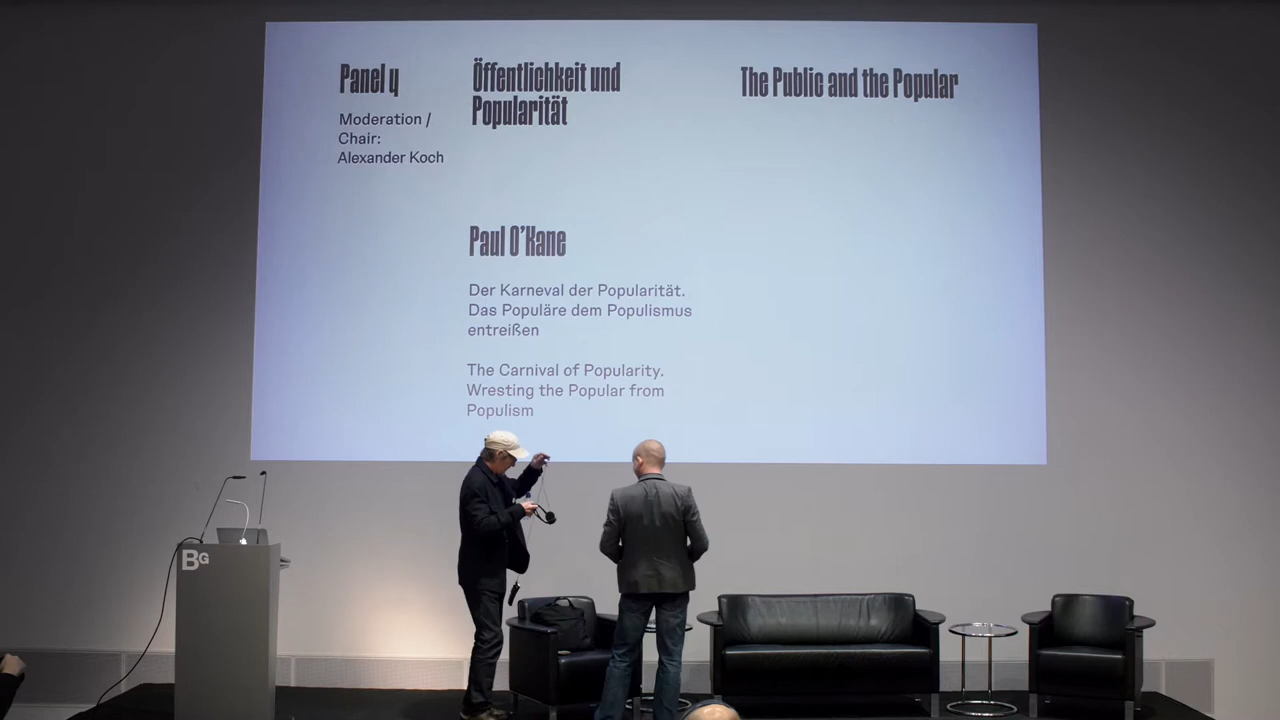 Panel 4
Moderation /
Chair:
Alexander Koch
Öffentlichkeit und
Popularität
The Public and the Popular
Paul O'Kane
Der Karneval der Popularität.
Das Populäre dem Populismus
entreißen
The Carnival of Popularity.
Wresting the Popular from
Populism
BG